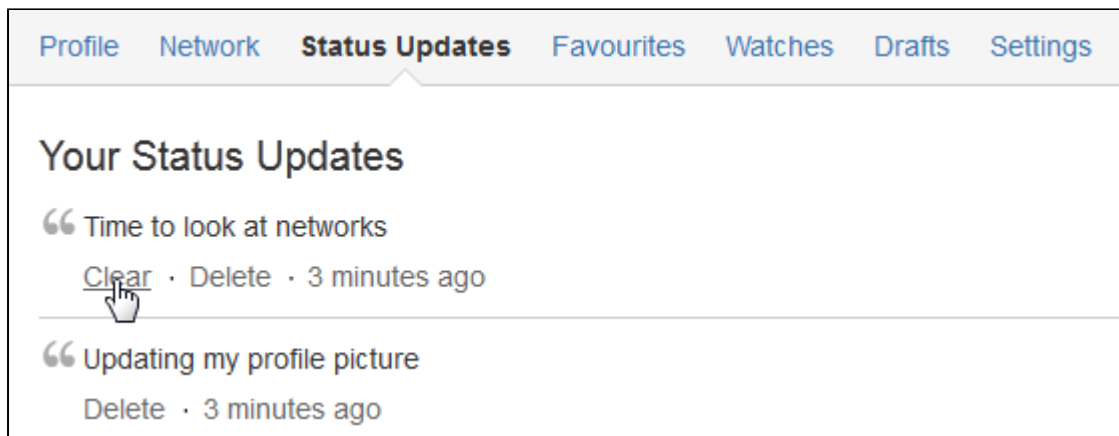 Profile Network Status Updates Favourites Watches Drafts Settings
Your Status Updates
“ Time to look at networks
Clear · Delete · 3 minutes ago
“ Updating my profile picture
Delete · 3 minutes ago